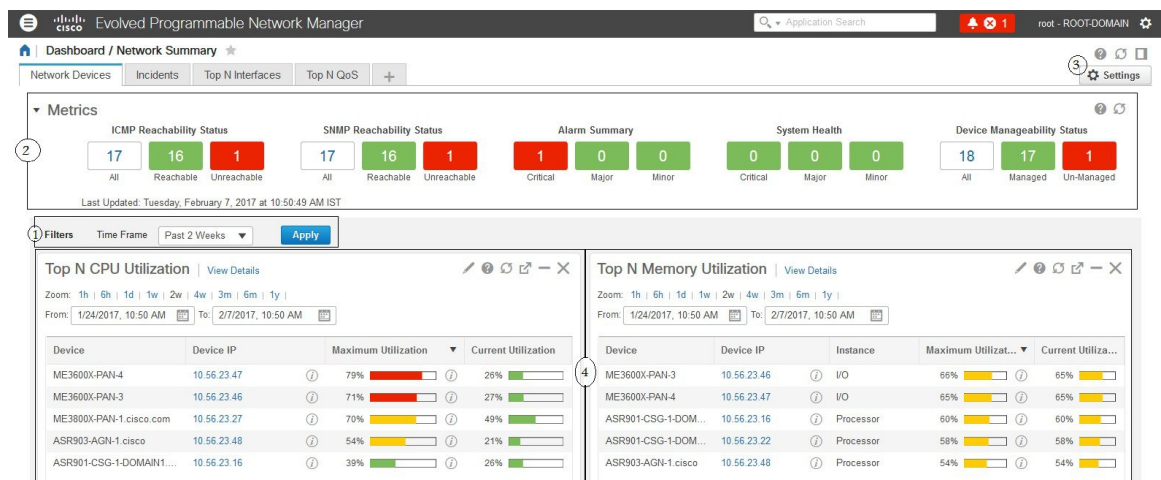 cisco Evolved Programmable Network Manager Application Search 1 root - ROOT-DOMAIN
Dashboard / Network Summary
Network Devices Incidents Top N Interfaces Top N QoS + 3 Settings
Metrics
2
ICMP Reachability Status SNMP Reachability Status Alarm Summary System Health Device Manageability Status
17 16 1 17 16 1 1 0 0 0 0 0 18 17 1
All Reachable Unreachable All Reachable Unreachable Critical Major Minor Critical Major Minor All Managed Un-Managed
Last Updated: Tuesday, February 7, 2017 at 10:50:49 AM IST
1 Filters Time Frame Past 2 Weeks Apply
Top N CPU Utilization | View Details
Zoom: 1h | 6h | 1d | 1w | 2w | 4w | 3m | 6m | 1y |
From: 1/24/2017, 10:50 AM To: 2/7/2017, 10:50 AM
Device Device IP Maximum Utilization Current Utilization
ME3600X-PAN-4 10.56.23.47 79% 26%
ME3600X-PAN-3 10.56.23.46 71% 27%
ME3800X-PAN-1.cisco.com 10.56.23.27 70% 49%
ASR903-AGN-1.cisco 10.56.23.48 54% 21%
ASR901-CSG-1-DOMAIN1.... 10.56.23.16 39% 26%
4
Top N Memory Utilization | View Details
Zoom: 1h | 6h | 1d | 1w | 2w | 4w | 3m | 6m | 1y |
From: 1/24/2017, 10:50 AM To: 2/7/2017, 10:50 AM
Device Device IP Instance Maximum Utilizat... Current Utiliza...
ME3600X-PAN-3 10.56.23.46 I/O 66% 65%
ME3600X-PAN-4 10.56.23.47 I/O 65% 65%
ASR901-CSG-1-DOM... 10.56.23.16 Processor 60% 60%
ASR901-CSG-1-DOM... 10.56.23.22 Processor 58% 58%
ASR903-AGN-1.cisco 10.56.23.48 Processor 54% 54%